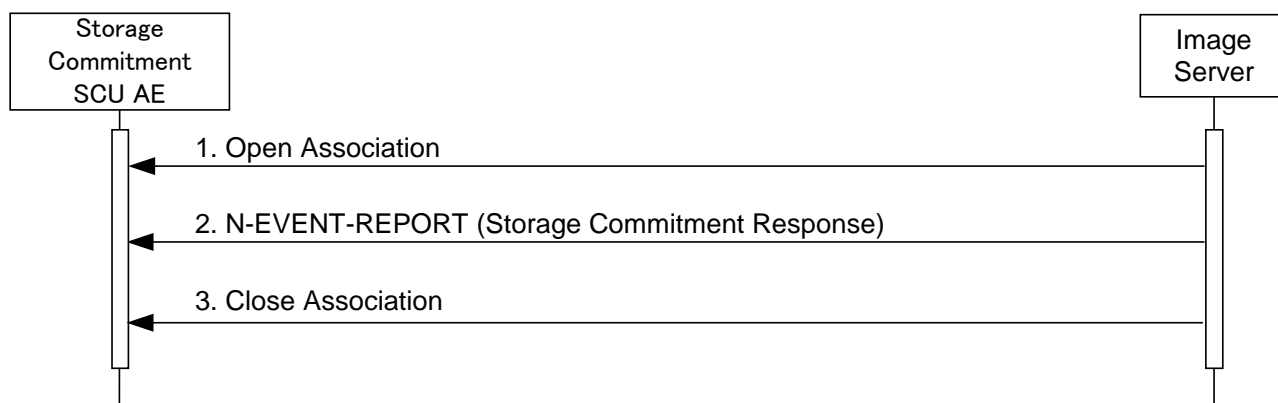 Storage
Commitment
SCU AE
Image
Server
1. Open Association
2. N-EVENT-REPORT (Storage Commitment Response)
3. Close Association